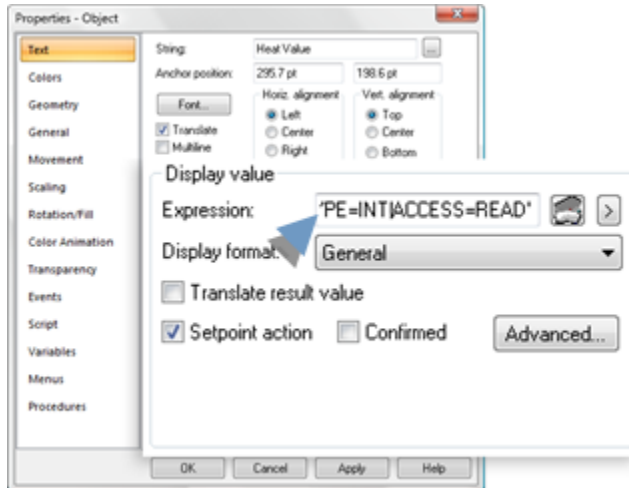 Properties - Object
Text
Colors
Geometry
General
Movement
Scaling
Rotation/Fill
Color Animation
Transparency
Events
Script
Variables
Menus
Procedures
String: Heat Value ...
Anchor position: 295.7 pt 198.6 pt
Font...
Translate
Multiline
Horiz. alignment
Left
Center
Right
Vert. alignment
Top
Center
Bottom
Display value
Expression: 'PE=INT|ACCESS=READ" >
Display format: General
Translate result value
Setpoint action Confirmed Advanced...
OK Cancel Apply Help